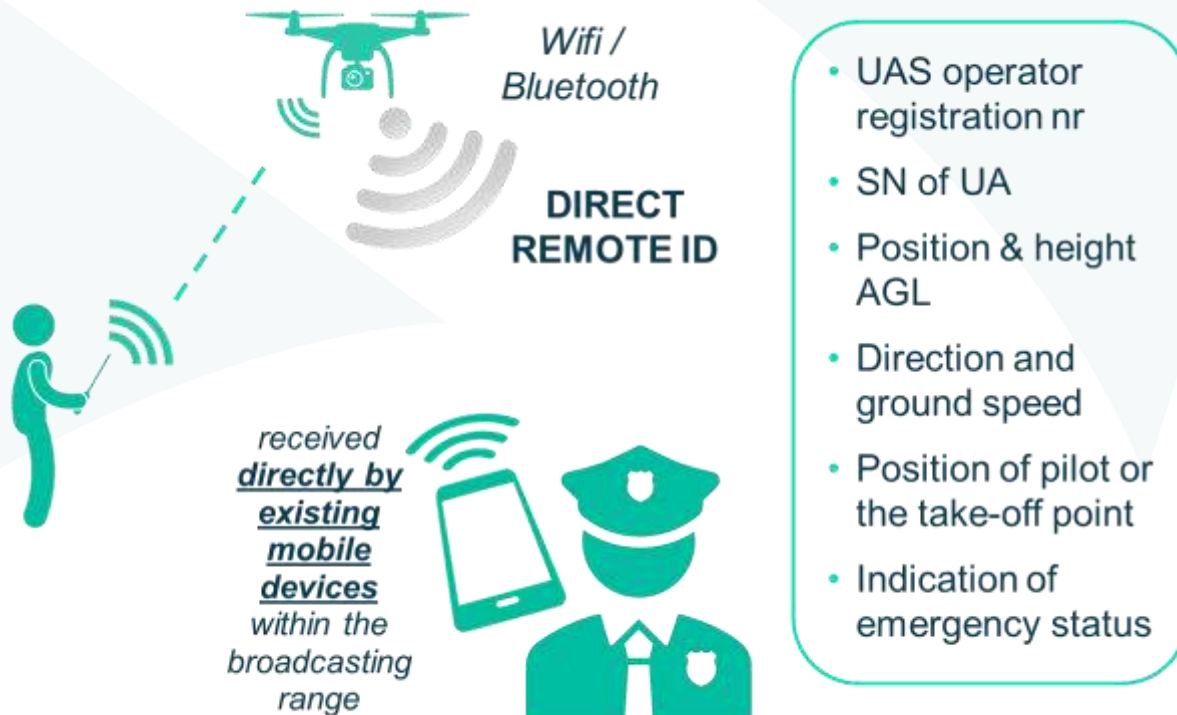 Wifi /
Bluetooth
DIRECT
REMOTE ID
received
directly by
existing
mobile
devices
within the
broadcasting
range
• UAS operator
registration nr
• SN of UA
• Position & height
AGL
• Direction and
ground speed
• Position of pilot or
the take-off point
• Indication of
emergency status